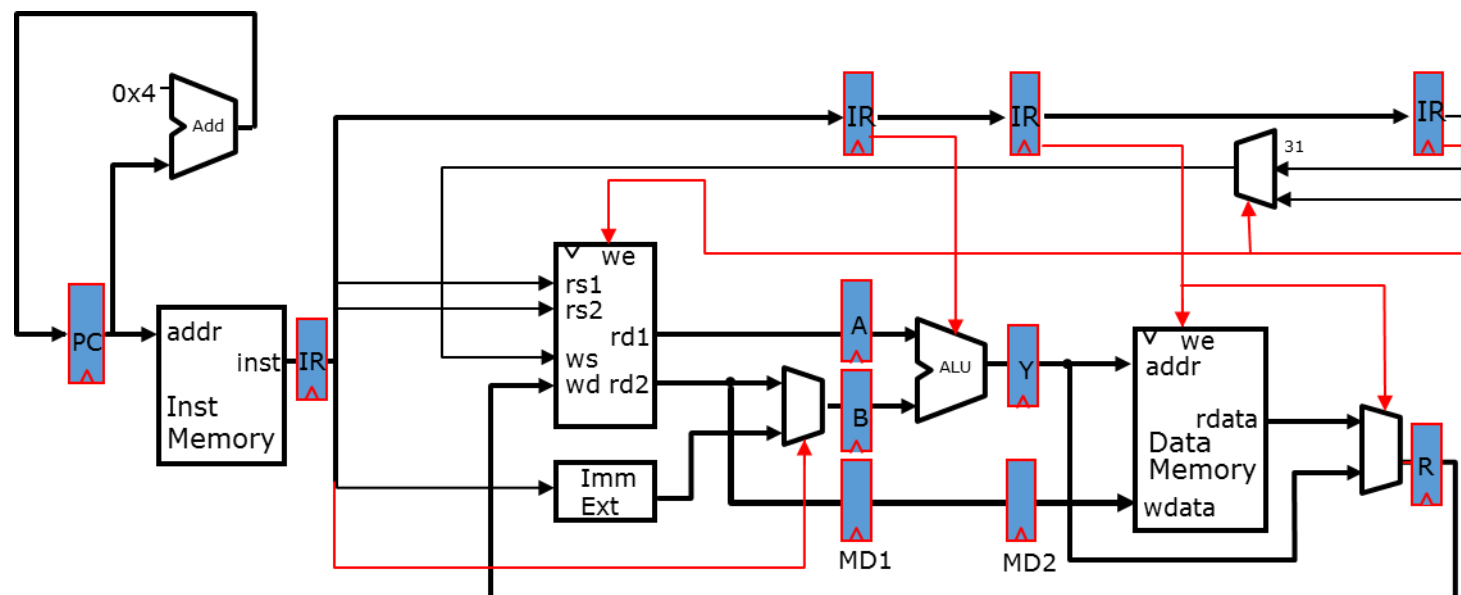 0x4
Add
IR
IR
IR
31
we
rs1
rs2
rd1
ws
wd rd2
PC
addr
inst
Inst
Memory
IR
A
B
ALU
Y
we
addr
rdata
Data
Memory
wdata
R
Imm
Ext
MD1
MD2